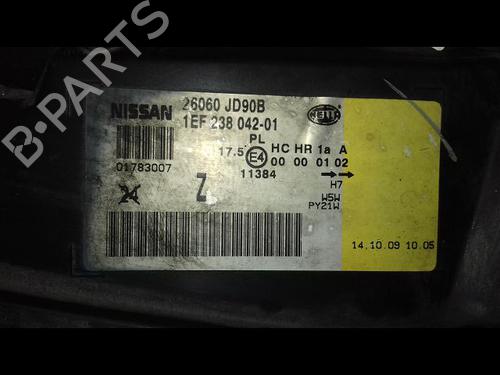 NISSAN 26060 JD90B
1EF 238 042-01
HELLA
PL
17.5 E4 HC HR 1a A
00 00 01 02
01783007
11384
H7
24
Z
W5W
PY21W
14.10.09 10.05
B-PARTS